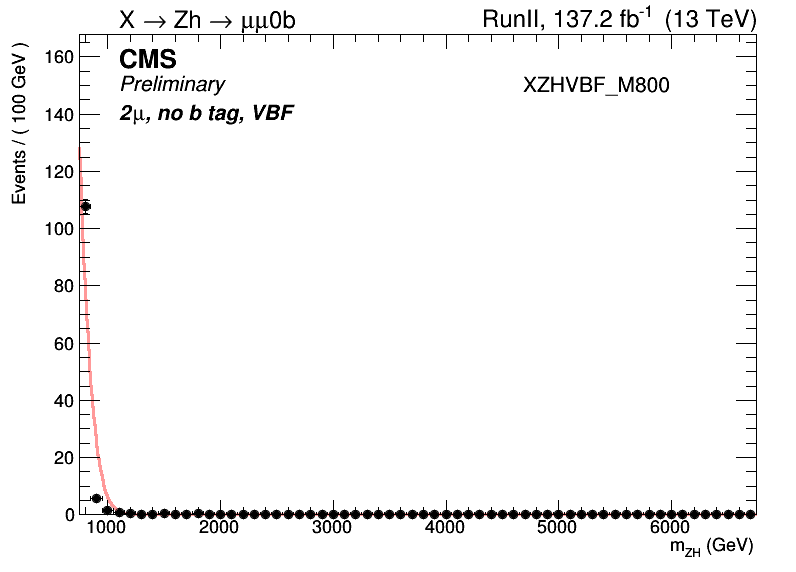 X → Zh → μμ0b
RunII, 137.2 fb⁻¹ (13 TeV)
CMS
Preliminary
2μ, no b tag, VBF
XZHVBF_M800
Events / ( 100 GeV )
160
140
120
100
80
60
40
20
0
1000 2000 3000 4000 5000 6000
m_ZH (GeV)